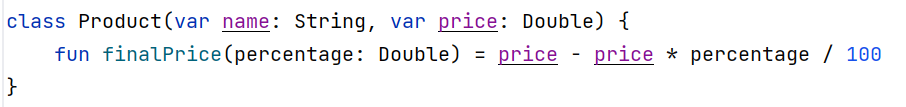 class Product(var name: String, var price: Double) {
    fun finalPrice(percentage: Double) = price - price * percentage / 100
}